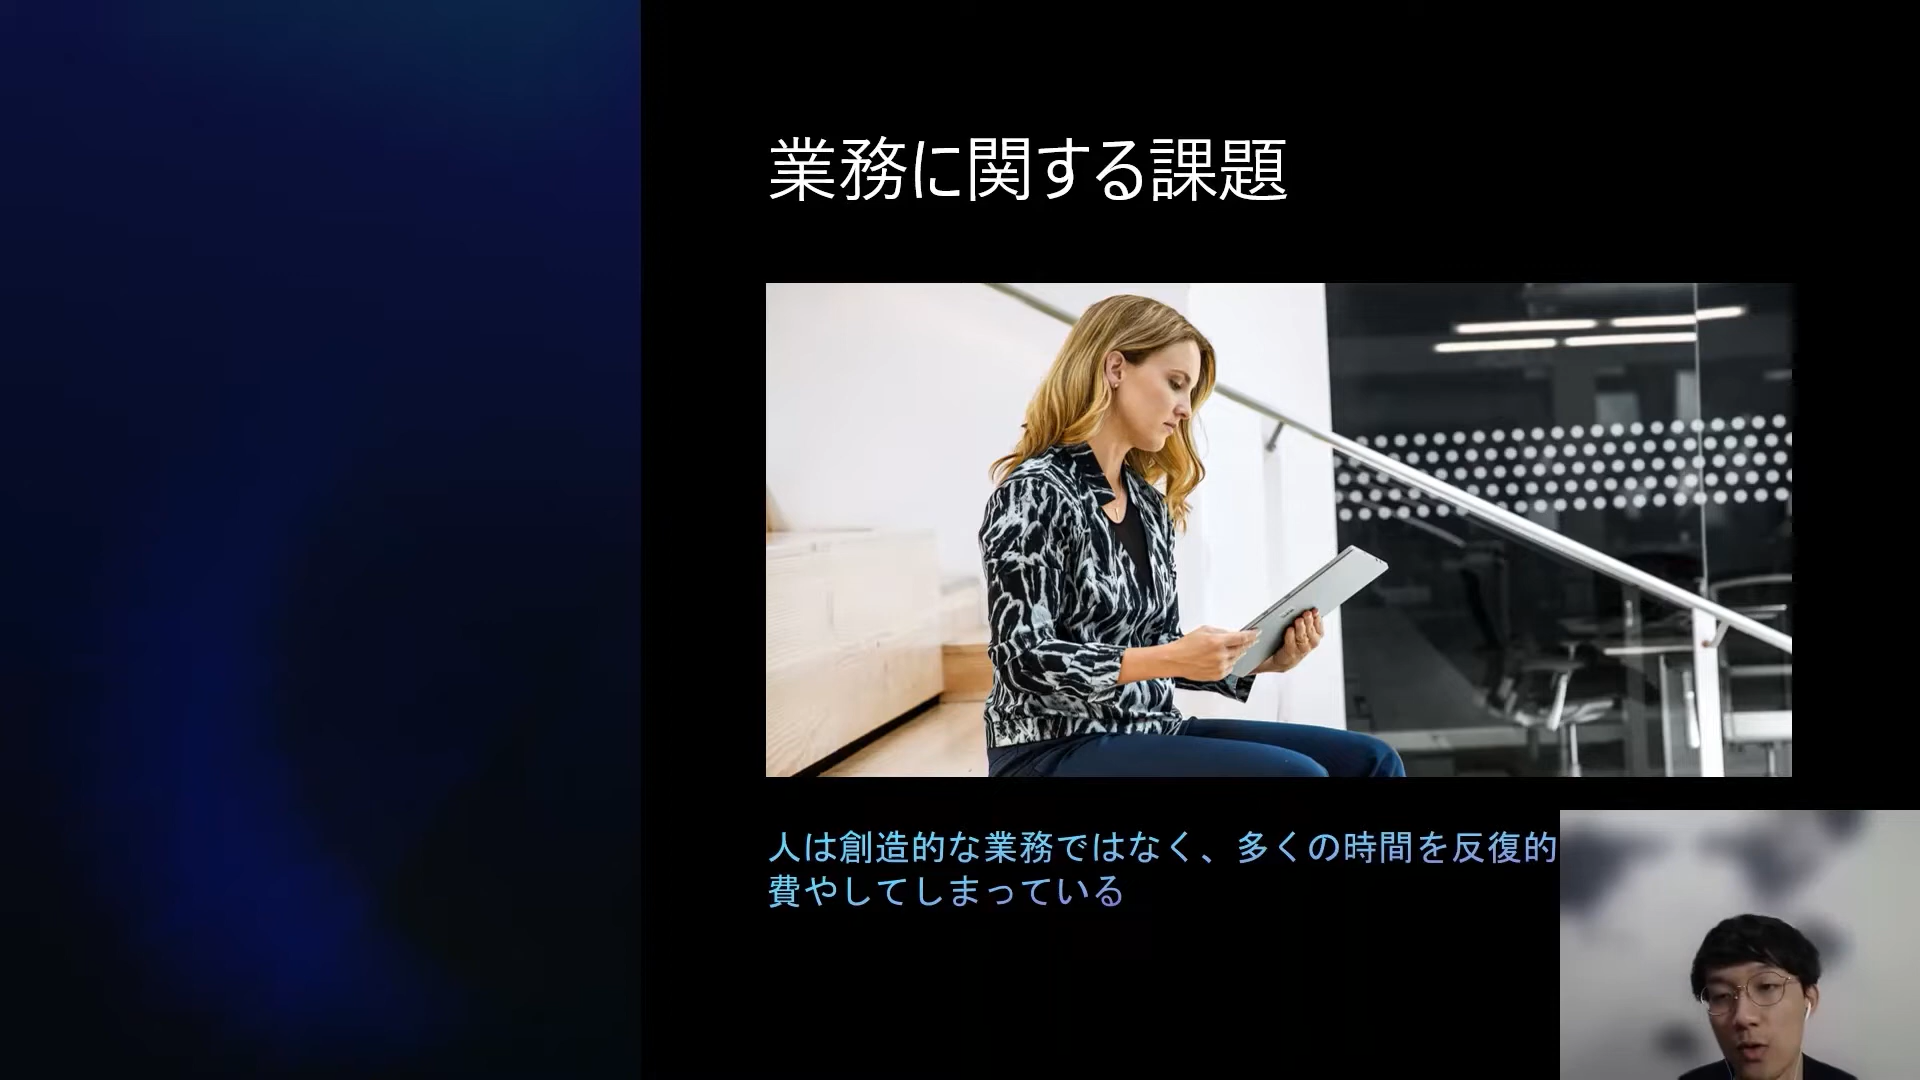 業務に関する課題
人は創造的な業務ではなく、多くの時間を反復的
費やしてしまっている